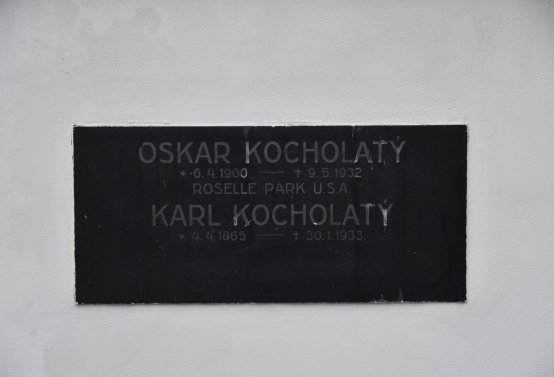 OSKAR KOCHOLATÝ
* 6.4.1900 — † 9.5.1932
ROSELLE PARK U.S.A.
KARL KOCHOLATÝ
* 4.4.1865 — † 30.1.1933